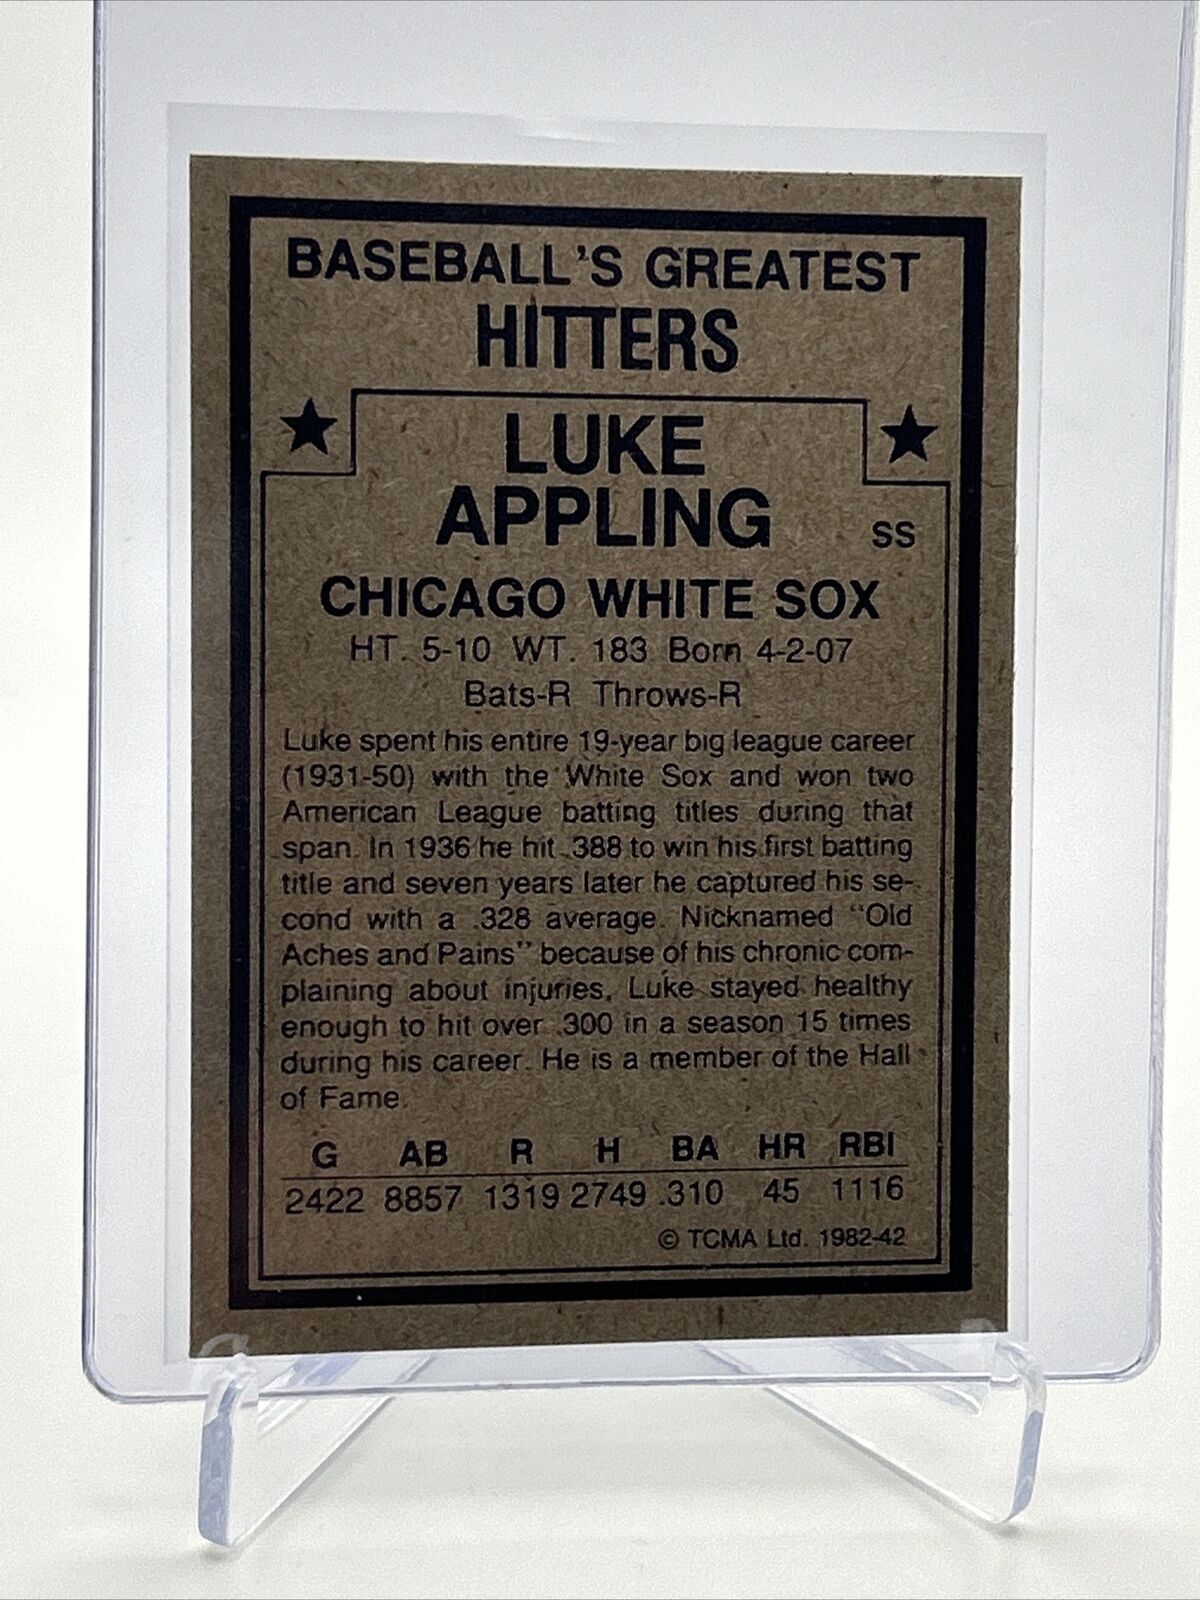 BASEBALL'S GREATEST
HITTERS
LUKE
APPLING
SS
CHICAGO WHITE SOX
HT. 5-10 WT. 183 Born 4-2-07
Bats-R Throws-R
Luke spent his entire 19-year big league career
(1931-50) with the White Sox and won two
American League batting titles during that
span. In 1936 he hit .388 to win his first batting
title and seven years later he captured his se-
cond with a .328 average. Nicknamed "Old
Aches and Pains" because of his chronic com-
plaining about injuries, Luke stayed healthy
enough to hit over .300 in a season 15 times
during his career. He is a member of the Hall
of Fame.
G AB R H BA HR RBI
2422 8857 1319 2749 .310 45 1116
© TCMA Ltd. 1982-42